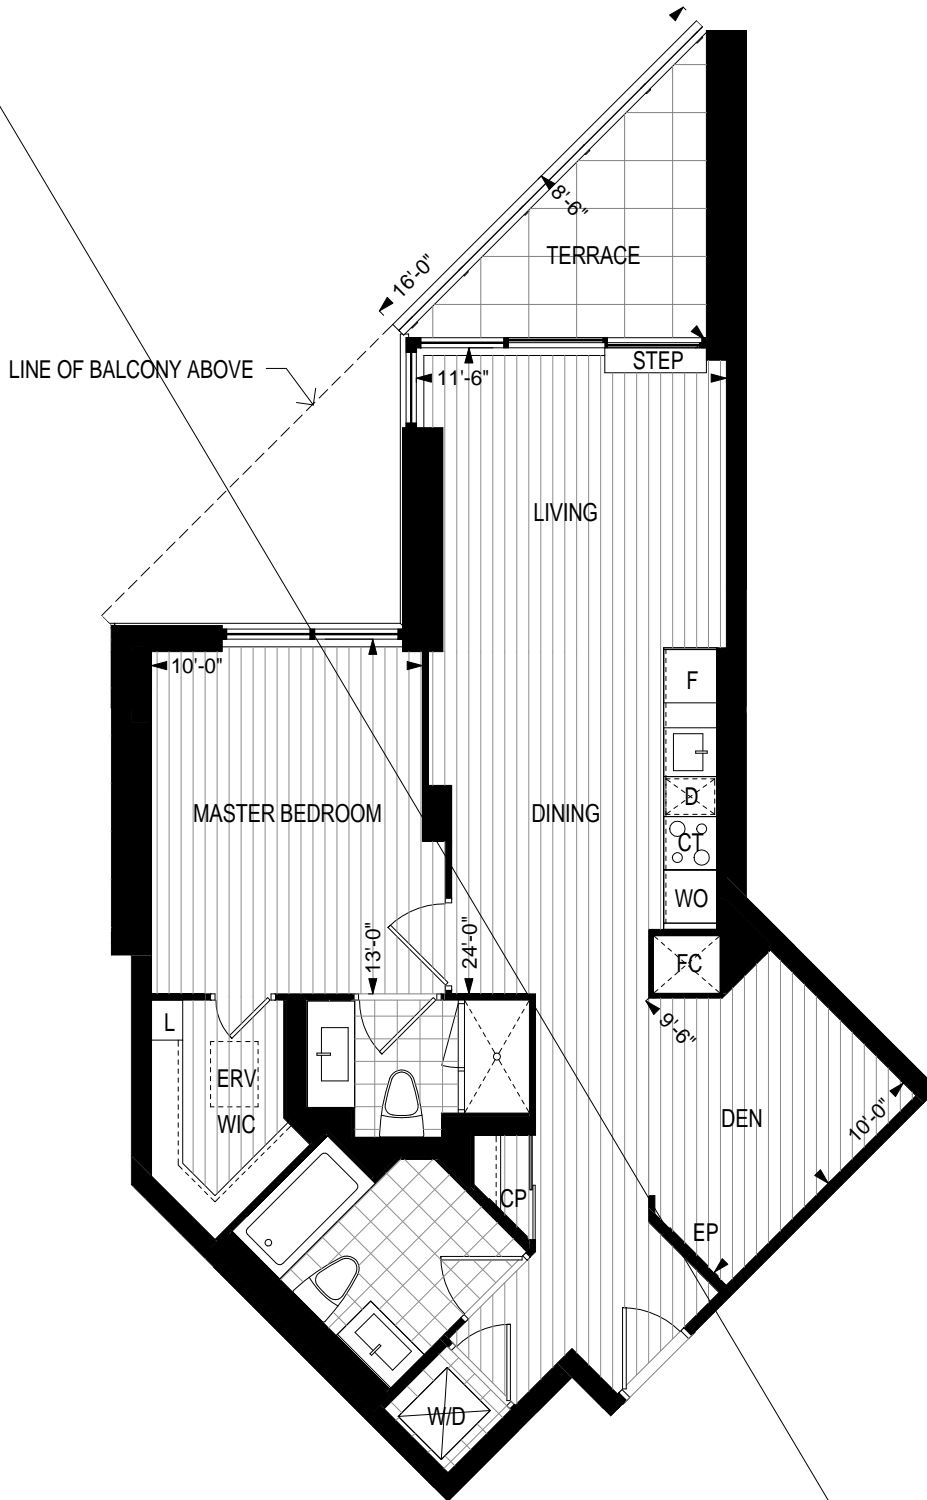 8'-6"
TERRACE
16'-0"
LINE OF BALCONY ABOVE
STEP
11'-6"
LIVING
10'-0"
F
MASTER BEDROOM
DINING
D
CT
WO
13'-0"
24'-0"
FC
L
9'-6"
ERV
WIC
DEN
10'-0"
CP
EP
W/D